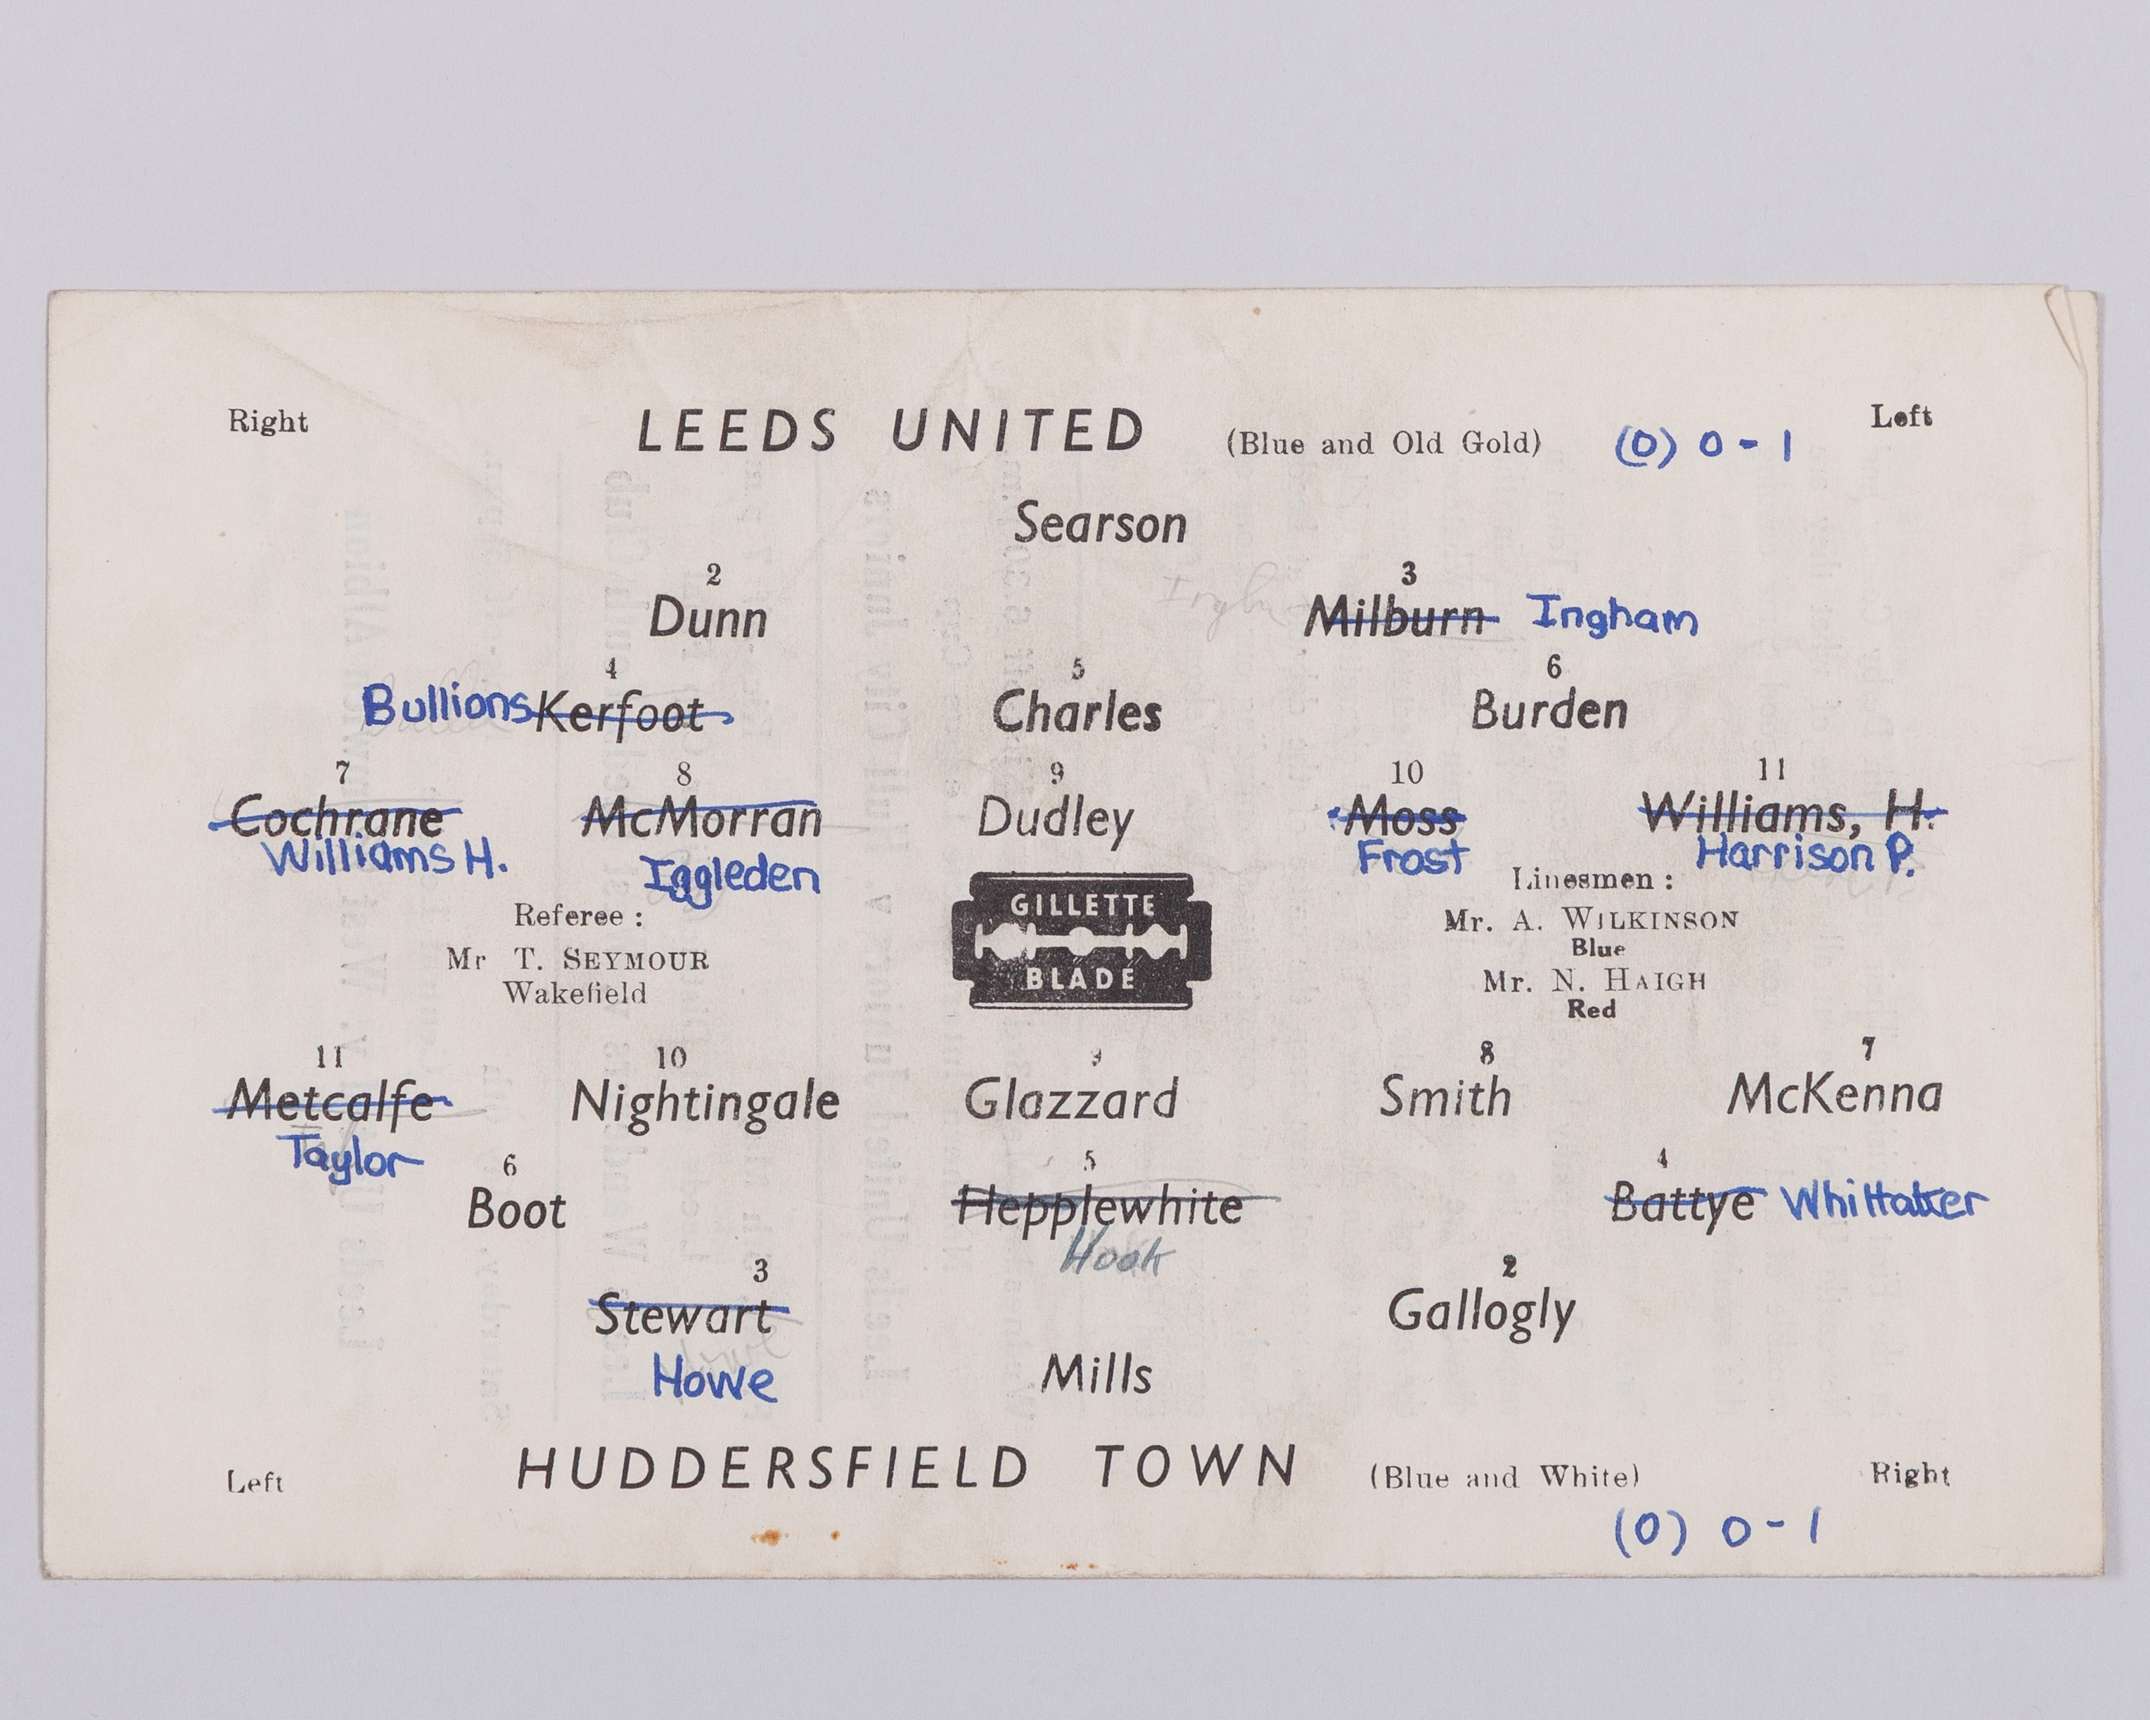 Right LEEDS UNITED (Blue and Old Gold) (0) 0 - 1 Left
Searson
2 3
Dunn Milburn Ingham
4 5 6
Bullions Kerfoot Charles Burden
7 8 9 10 11
Cochrane McMorran Dudley Moss Williams, H.
Williams H. Iggleden Frost Harrison P.
GILLETTE
BLADE
Referee :
Mr T. SEYMOUR
Wakefield
Linesmen :
Mr. A. WILKINSON
Blue
Mr. N. HAIGH
Red
11 10 9 8 7
Metcalfe Nightingale Glazzard Smith McKenna
Taylor
6 5 4
Boot Hepplewhite Battye Whittaker
Hook
3 2
Stewart Gallogly
Howe Mills
Left HUDDERSFIELD TOWN (Blue and White) Right
(0) 0 - 1